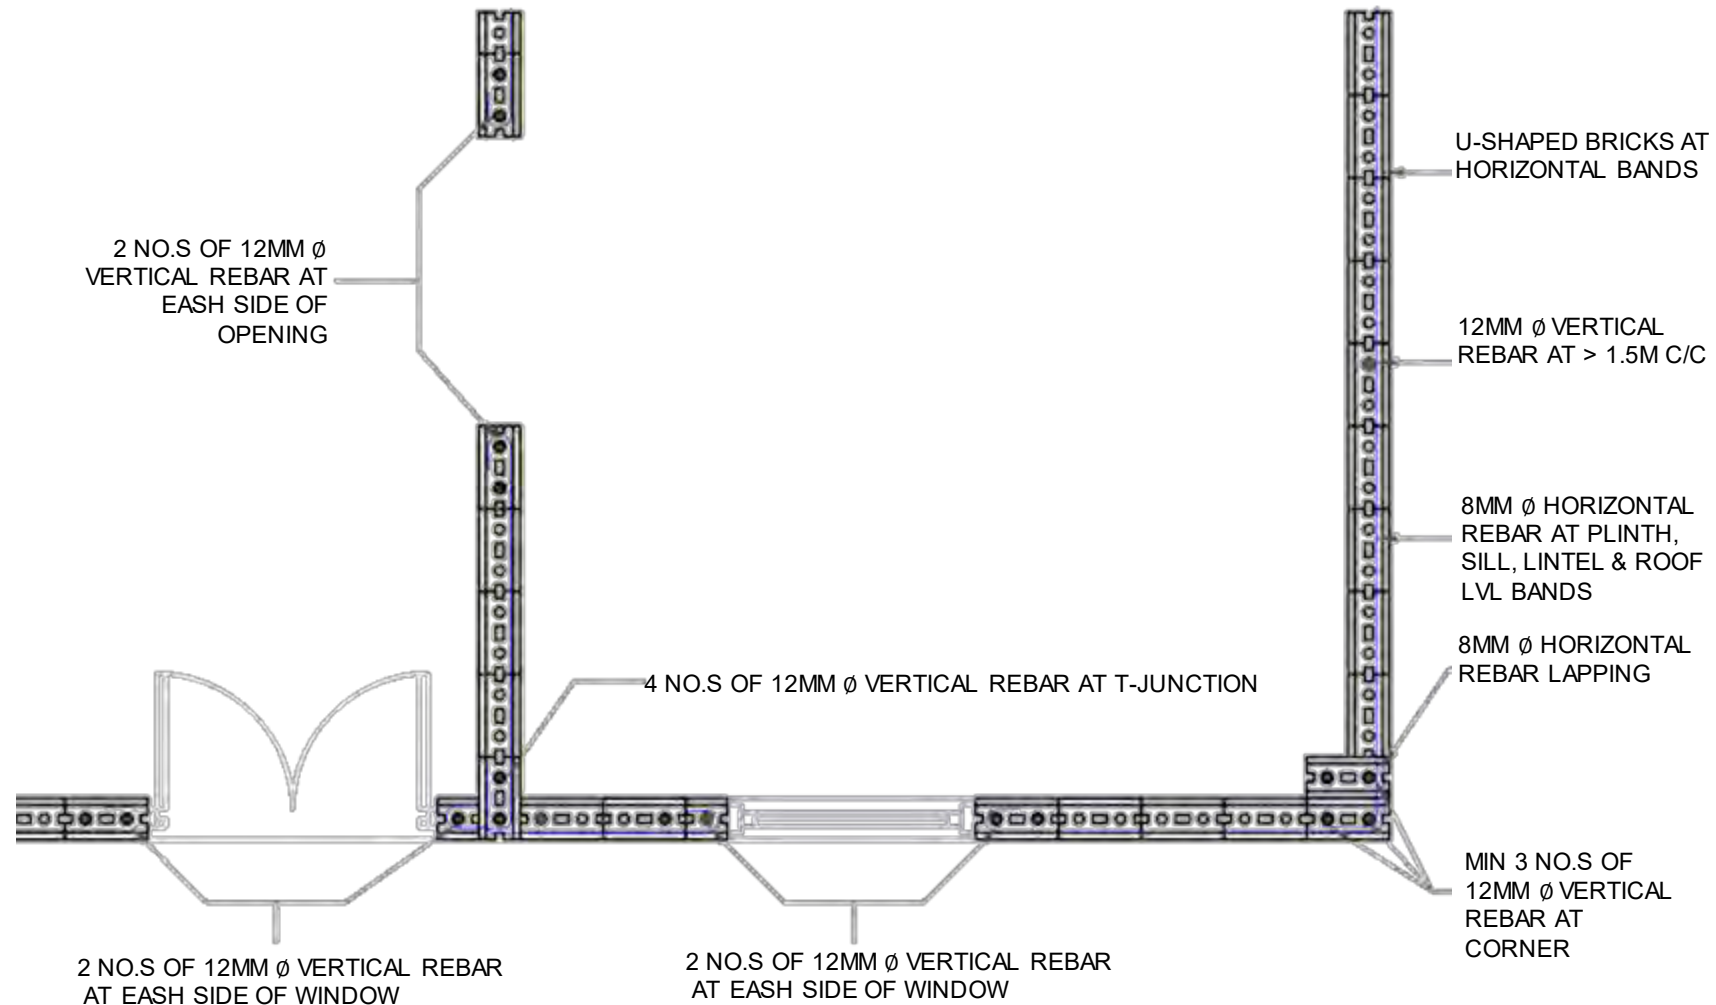 U-SHAPED BRICKS AT
HORIZONTAL BANDS
2 NO.S OF 12MM Ø
VERTICAL REBAR AT
EASH SIDE OF
OPENING
12MM Ø VERTICAL
REBAR AT > 1.5M C/C
8MM Ø HORIZONTAL
REBAR AT PLINTH,
SILL, LINTEL & ROOF
LVL BANDS
8MM Ø HORIZONTAL
REBAR LAPPING
4 NO.S OF 12MM Ø VERTICAL REBAR AT T-JUNCTION
MIN 3 NO.S OF
12MM Ø VERTICAL
REBAR AT
CORNER
2 NO.S OF 12MM Ø VERTICAL REBAR
AT EASH SIDE OF WINDOW
2 NO.S OF 12MM Ø VERTICAL REBAR
AT EASH SIDE OF WINDOW